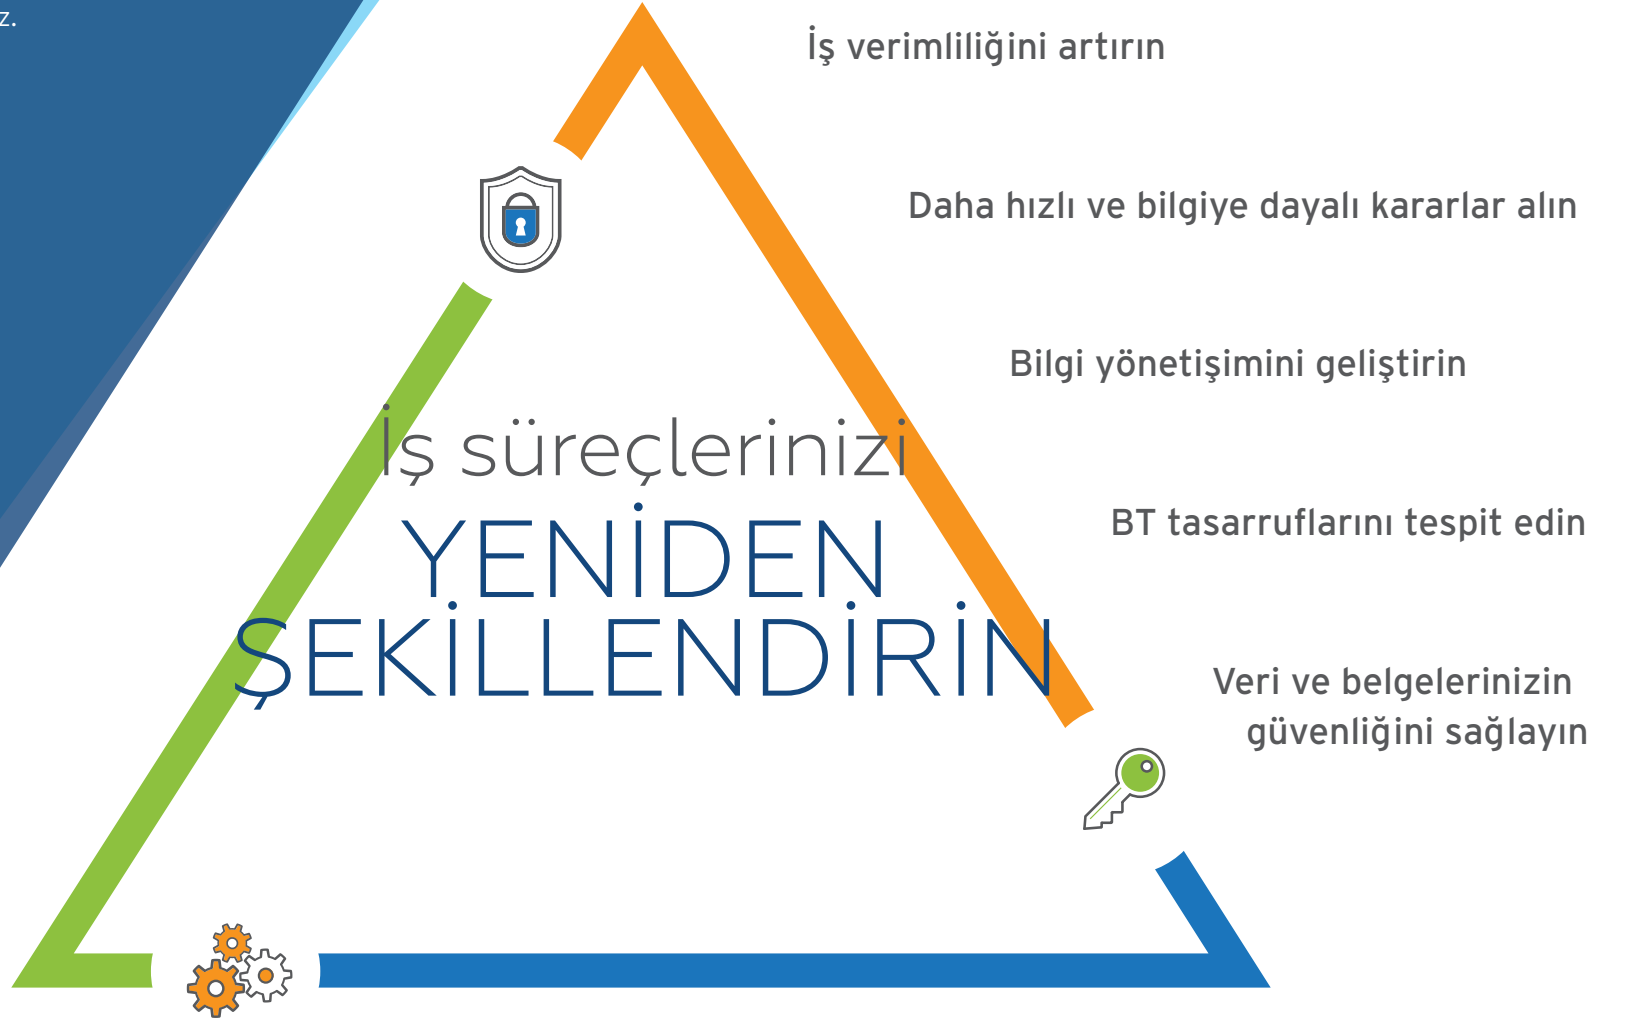 z.
İş verimliliğini artırın
Daha hızlı ve bilgiye dayalı kararlar alın
Bilgi yönetişimini geliştirin
İş süreçlerinizi
YENİDEN
ŞEKİLLENDİRİN
BT tasarruflarını tespit edin
Veri ve belgelerinizin
güvenliğini sağlayın